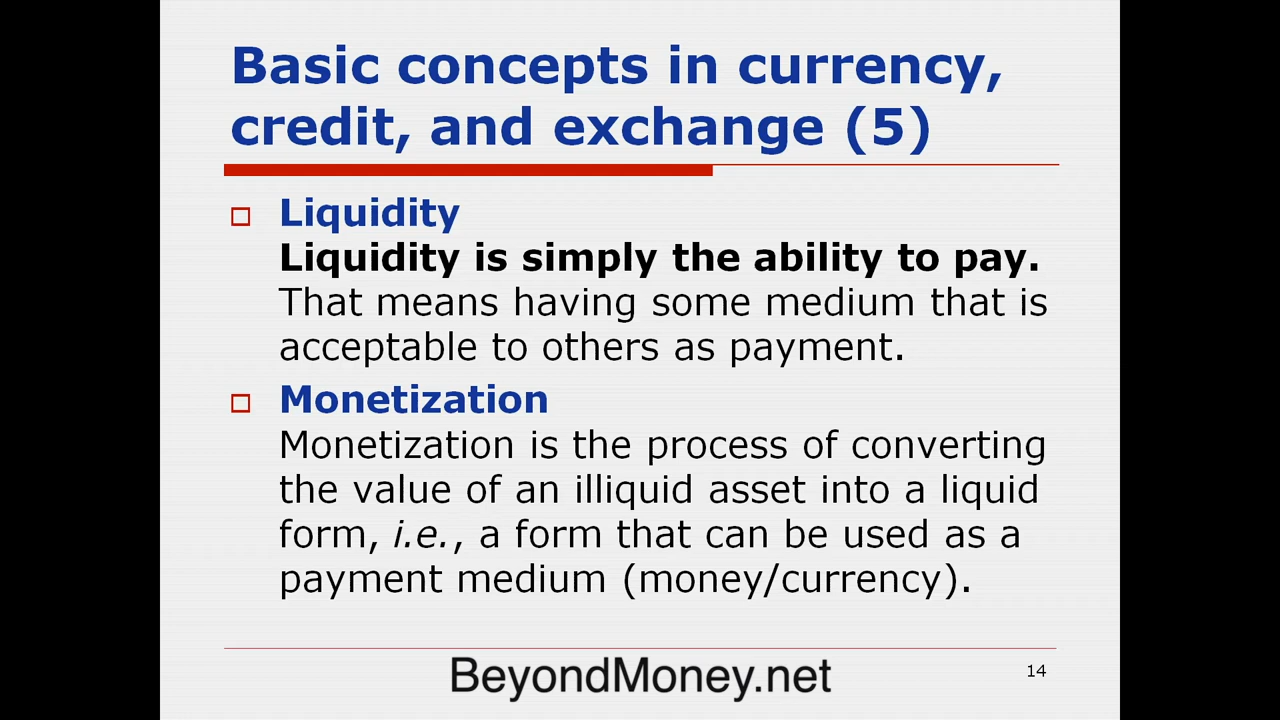 Basic concepts in currency,
credit, and exchange (5)
Liquidity
Liquidity is simply the ability to pay.
That means having some medium that is
acceptable to others as payment.
Monetization
Monetization is the process of converting
the value of an illiquid asset into a liquid
form, i.e., a form that can be used as a
payment medium (money/currency).
BeyondMoney.net
14